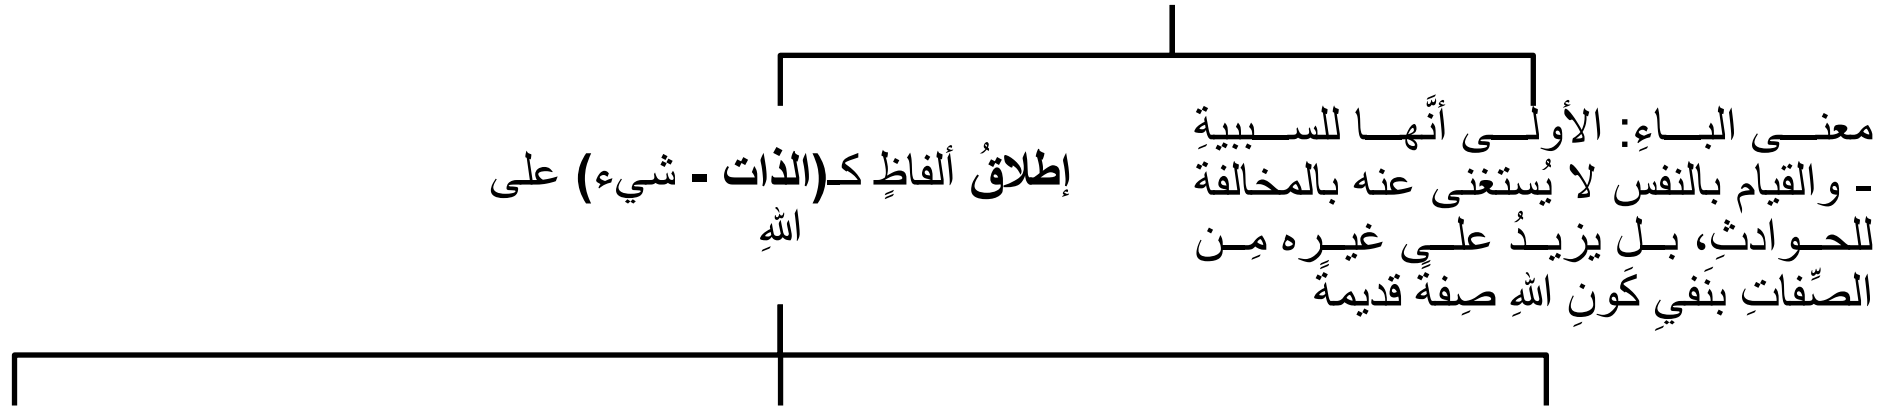 معنى الباءِ: الأولى أنَّها للسببيةِ
- والقيام بالنفس لا يُستغنى عنه بالمخالفة
للحوادثِ، بل يزيدُ على غيره مِن
الصِّفاتِ بنَفيِ كَونِ اللهِ صِفةً قديمةً
إطلاقُ ألفاظٍ كـ(الذات - شيء) على
اللهِ